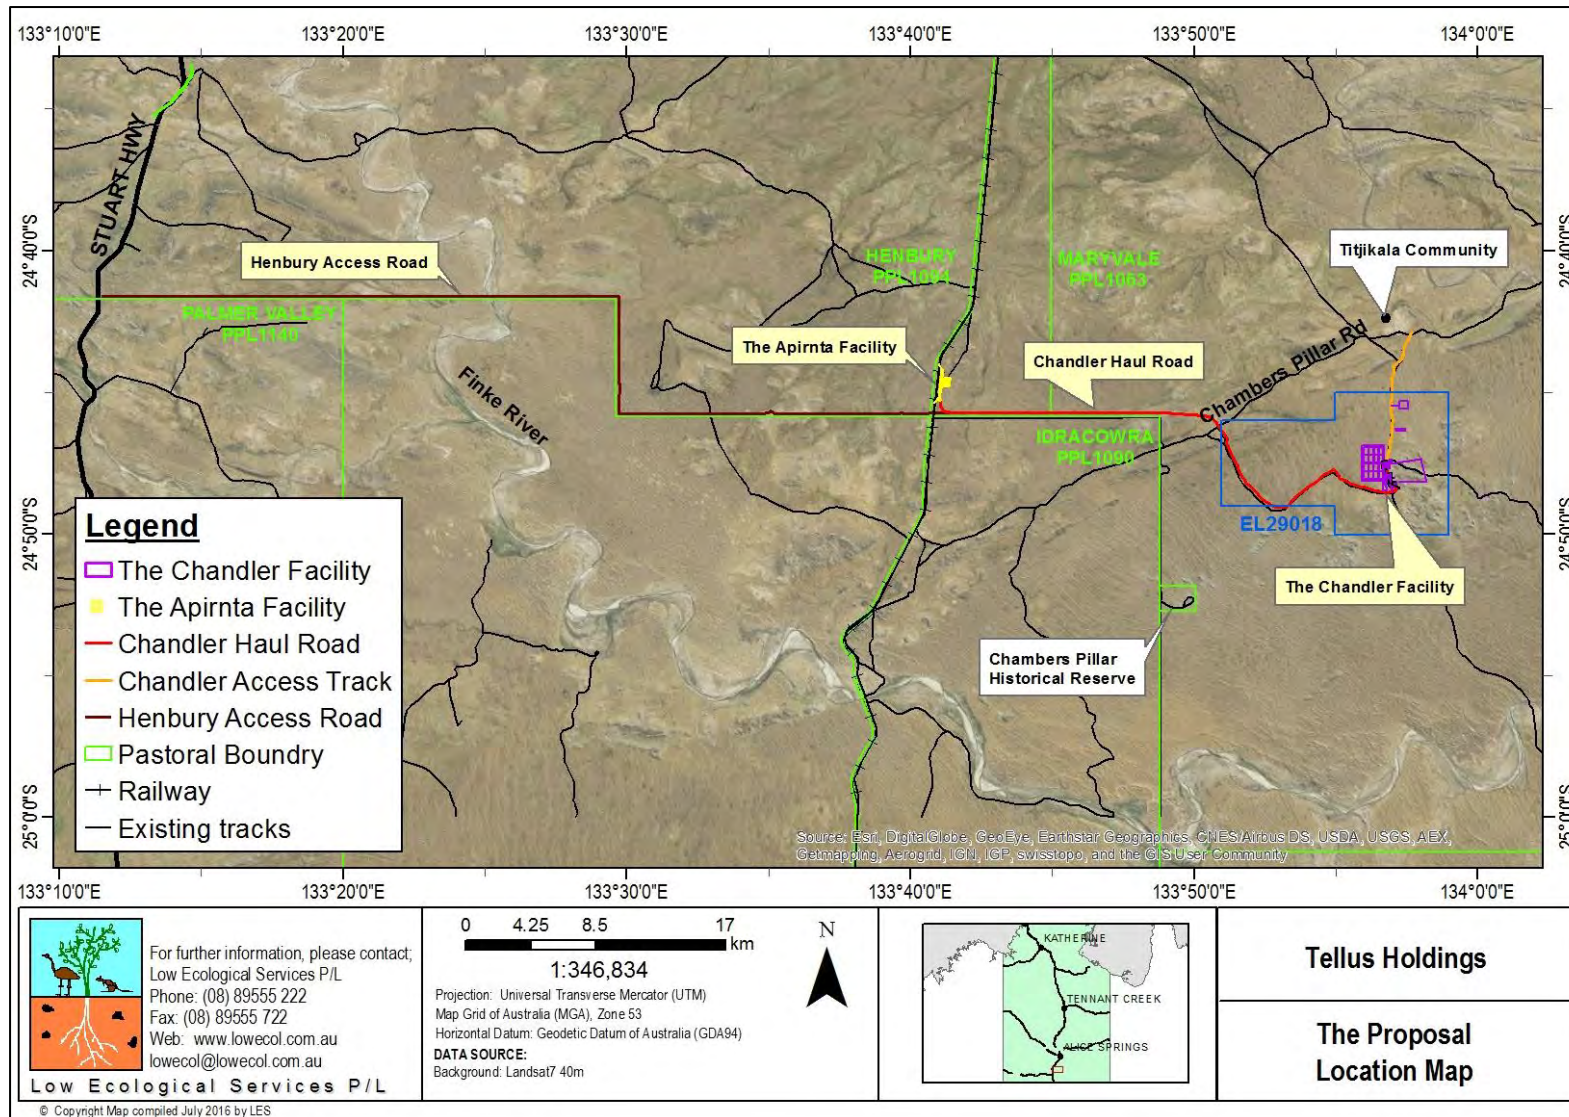 133°10'0"E 133°20'0"E 133°30'0"E 133°40'0"E 133°50'0"E 134°0'0"E
STUART HWY
24°40'0"S
24°40'0"S
Henbury Access Road
HENBURY
PPL1094
MARYVALE
PPL1063
Titjikala Community
PALMER VALLEY
PPL1140
The Apirnta Facility
Chandler Haul Road
Chambers Pillar Rd
Finke River
IDRACOWRA
PPL1090
EL29018
24°50'0"S
24°50'0"S
The Chandler Facility
Chambers Pillar
Historical Reserve
Legend
The Chandler Facility
The Apirnta Facility
Chandler Haul Road
Chandler Access Track
Henbury Access Road
Pastoral Boundry
Railway
Existing tracks
25°0'0"S
25°0'0"S
Source: Esri, DigitalGlobe, GeoEye, Earthstar Geographics, CNES/Airbus DS, USDA, USGS, AEX,
Getmapping, Aerogrid, IGN, IGP, swisstopo, and the GIS User Community
133°10'0"E 133°20'0"E 133°30'0"E 133°40'0"E 133°50'0"E 134°0'0"E
For further information, please contact;
Low Ecological Services P/L
Phone: (08) 89555 222
Fax: (08) 89555 722
Web: www.lowecol.com.au
lowecol@lowecol.com.au
Low Ecological Services P/L
© Copyright Map compiled July 2016 by LES
0 4.25 8.5 17
km
1:346,834
Projection: Universal Transverse Mercator (UTM)
Map Grid of Australia (MGA), Zone 53
Horizontal Datum: Geodetic Datum of Australia (GDA94)
DATA SOURCE:
Background: Landsat7 40m
N
KATHERINE
TENNANT CREEK
ALICE SPRINGS
Tellus Holdings
The Proposal
Location Map